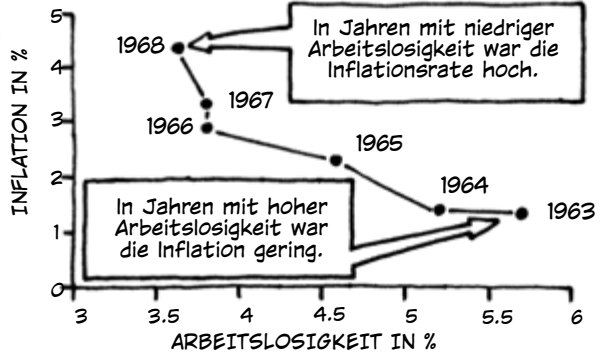 In Jahren mit niedriger
Arbeitslosigkeit war die
Inflationsrate hoch.
INFLATION IN %
5
4
3
2
1
0
1968
1967
1966
1965
1964
1963
In Jahren mit hoher
Arbeitslosigkeit war
die Inflation gering.
3 3.5 4 4.5 5 5.5 6
ARBEITSLOSIGKEIT IN %